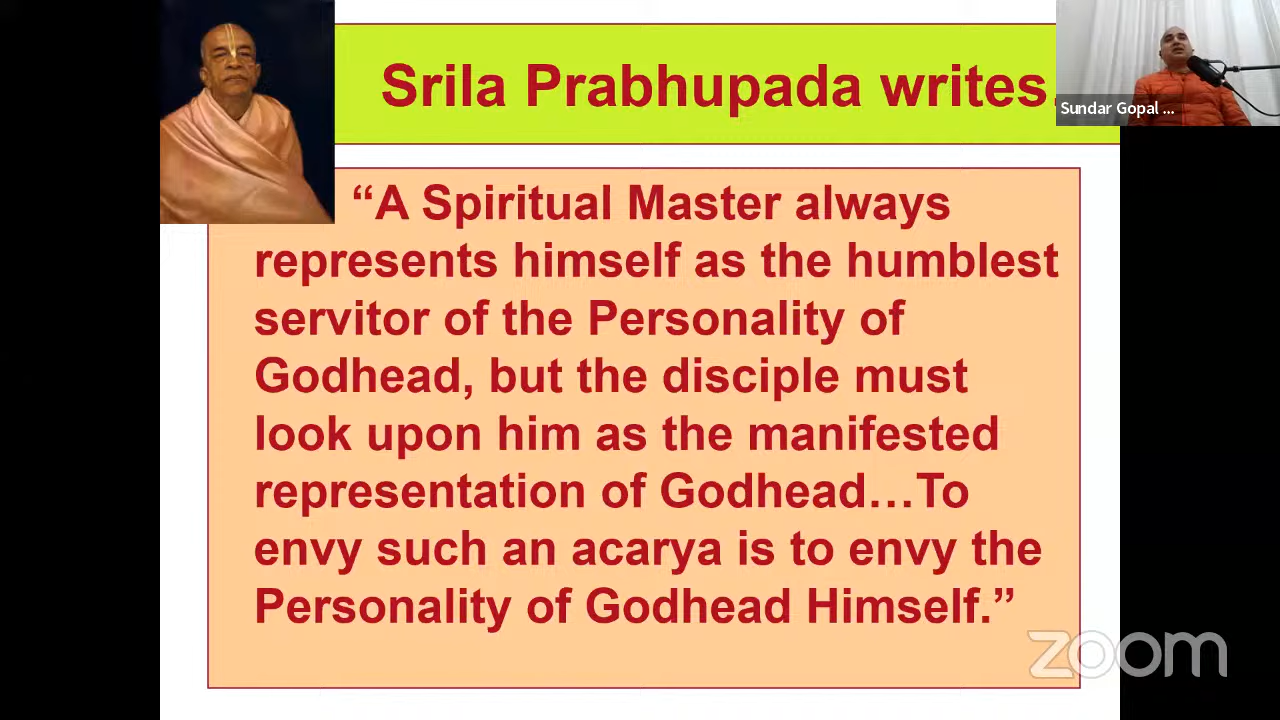 Srila Prabhupada writes.
Sundar Gopal ...
“A Spiritual Master always
represents himself as the humblest
servitor of the Personality of
Godhead, but the disciple must
look upon him as the manifested
representation of Godhead…To
envy such an acarya is to envy the
Personality of Godhead Himself.”
zoom